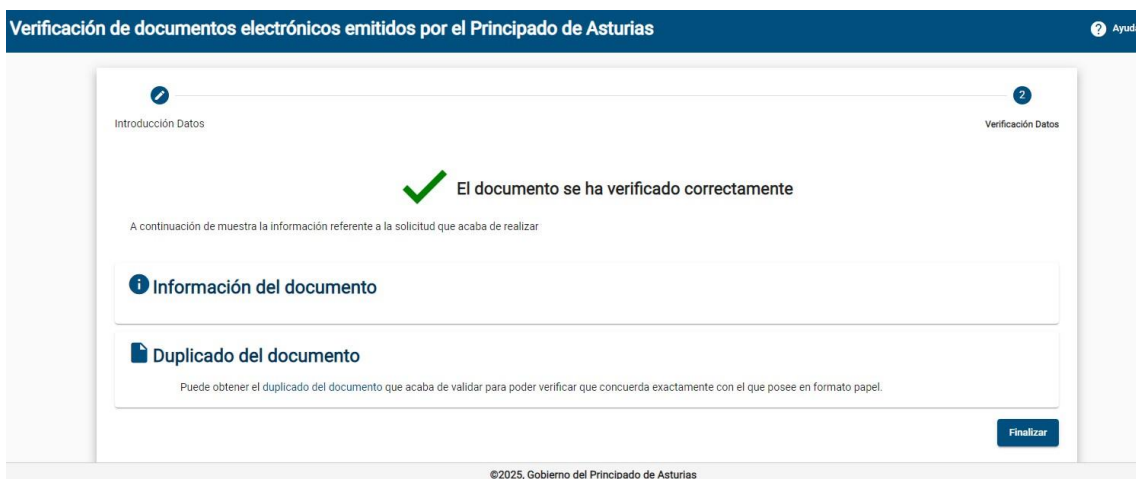 Verificación de documentos electrónicos emitidos por el Principado de Asturias
? Ayuda
2
Introducción Datos
Verificación Datos
El documento se ha verificado correctamente
A continuación de muestra la información referente a la solicitud que acaba de realizar
Información del documento
Duplicado del documento
Puede obtener el duplicado del documento que acaba de validar para poder verificar que concuerda exactamente con el que posee en formato papel.
Finalizar
©2025, Gobierno del Principado de Asturias